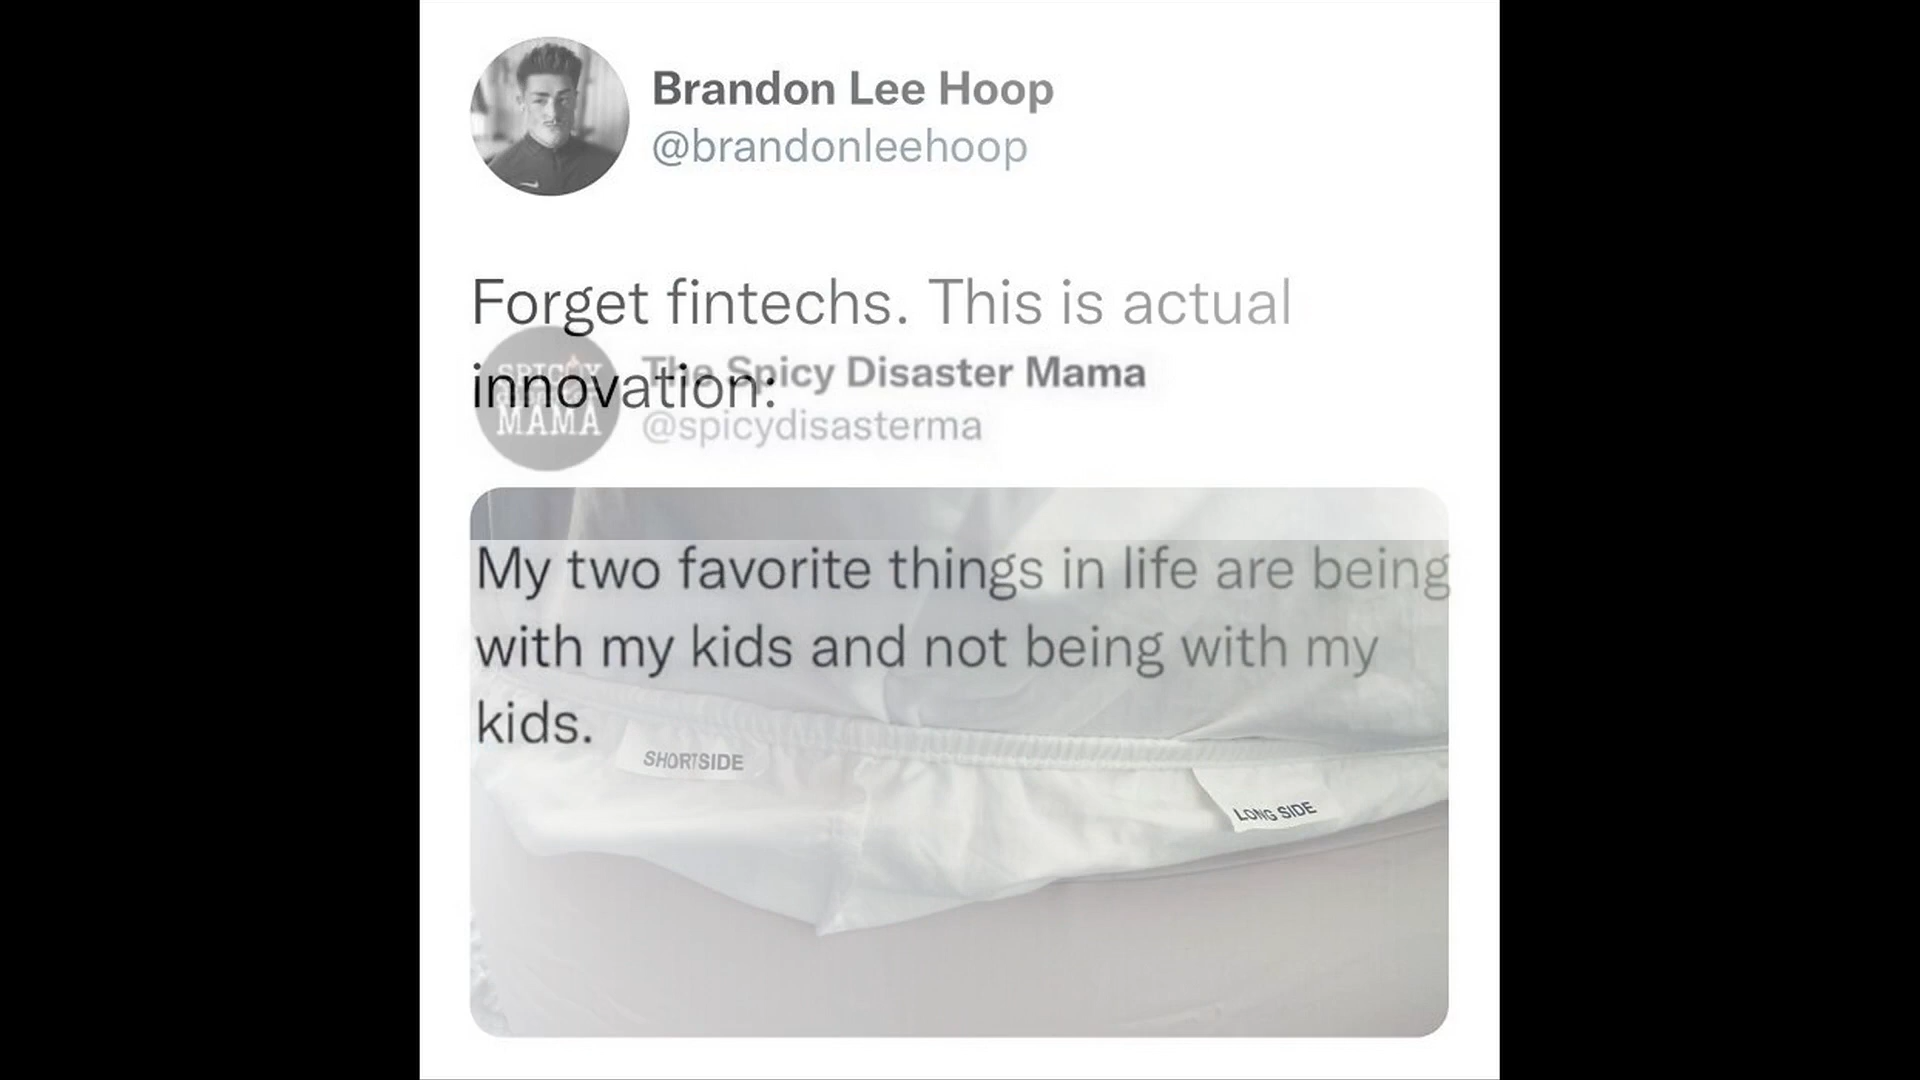 Brandon Lee Hoop
@brandonleehoop
Forget fintechs. This is actual
innovation:
SPICY
MAMA
The Spicy Disaster Mama
@spicydisasterma
My two favorite things in life are being
with my kids and not being with my
kids.
SHORTSIDE
LONG SIDE